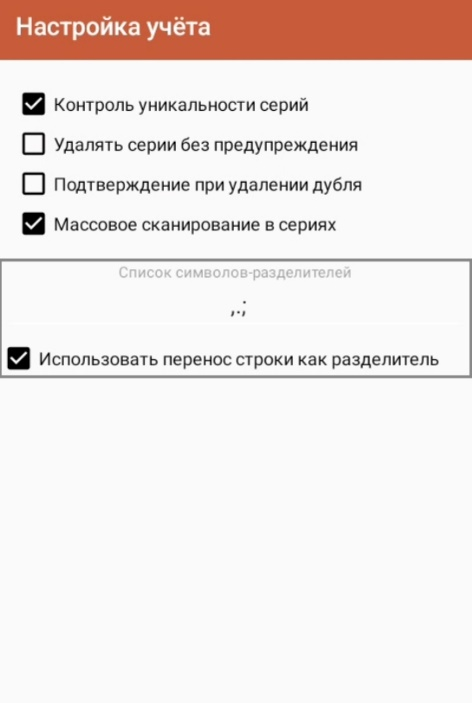 Настройка учёта
Контроль уникальности серий
Удалять серии без предупреждения
Подтверждение при удалении дубля
Массовое сканирование в сериях
Список символов-разделителей
,.;
Использовать перенос строки как разделитель